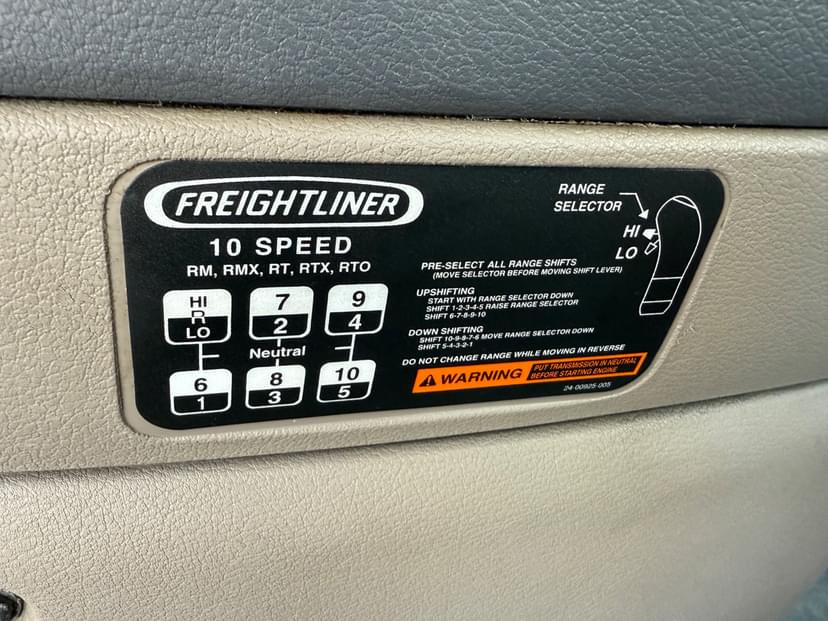 FREIGHTLINER
10 SPEED
RM, RMX, RT, RTX, RTO
HI
R
LO
7
2
9
4
Neutral
6
1
8
3
10
5
RANGE
SELECTOR
HI
LO
PRE-SELECT ALL RANGE SHIFTS
(MOVE SELECTOR BEFORE MOVING SHIFT LEVER)
UPSHIFTING
START WITH RANGE SELECTOR DOWN
SHIFT 1-2-3-4-5 RAISE RANGE SELECTOR
SHIFT 6-7-8-9-10
DOWN SHIFTING
SHIFT 10-9-8-7-6 MOVE RANGE SELECTOR DOWN
SHIFT 5-4-3-2-1
DO NOT CHANGE RANGE WHILE MOVING IN REVERSE
WARNING
PUT TRANSMISSION IN NEUTRAL
BEFORE STARTING ENGINE
24-00925-005